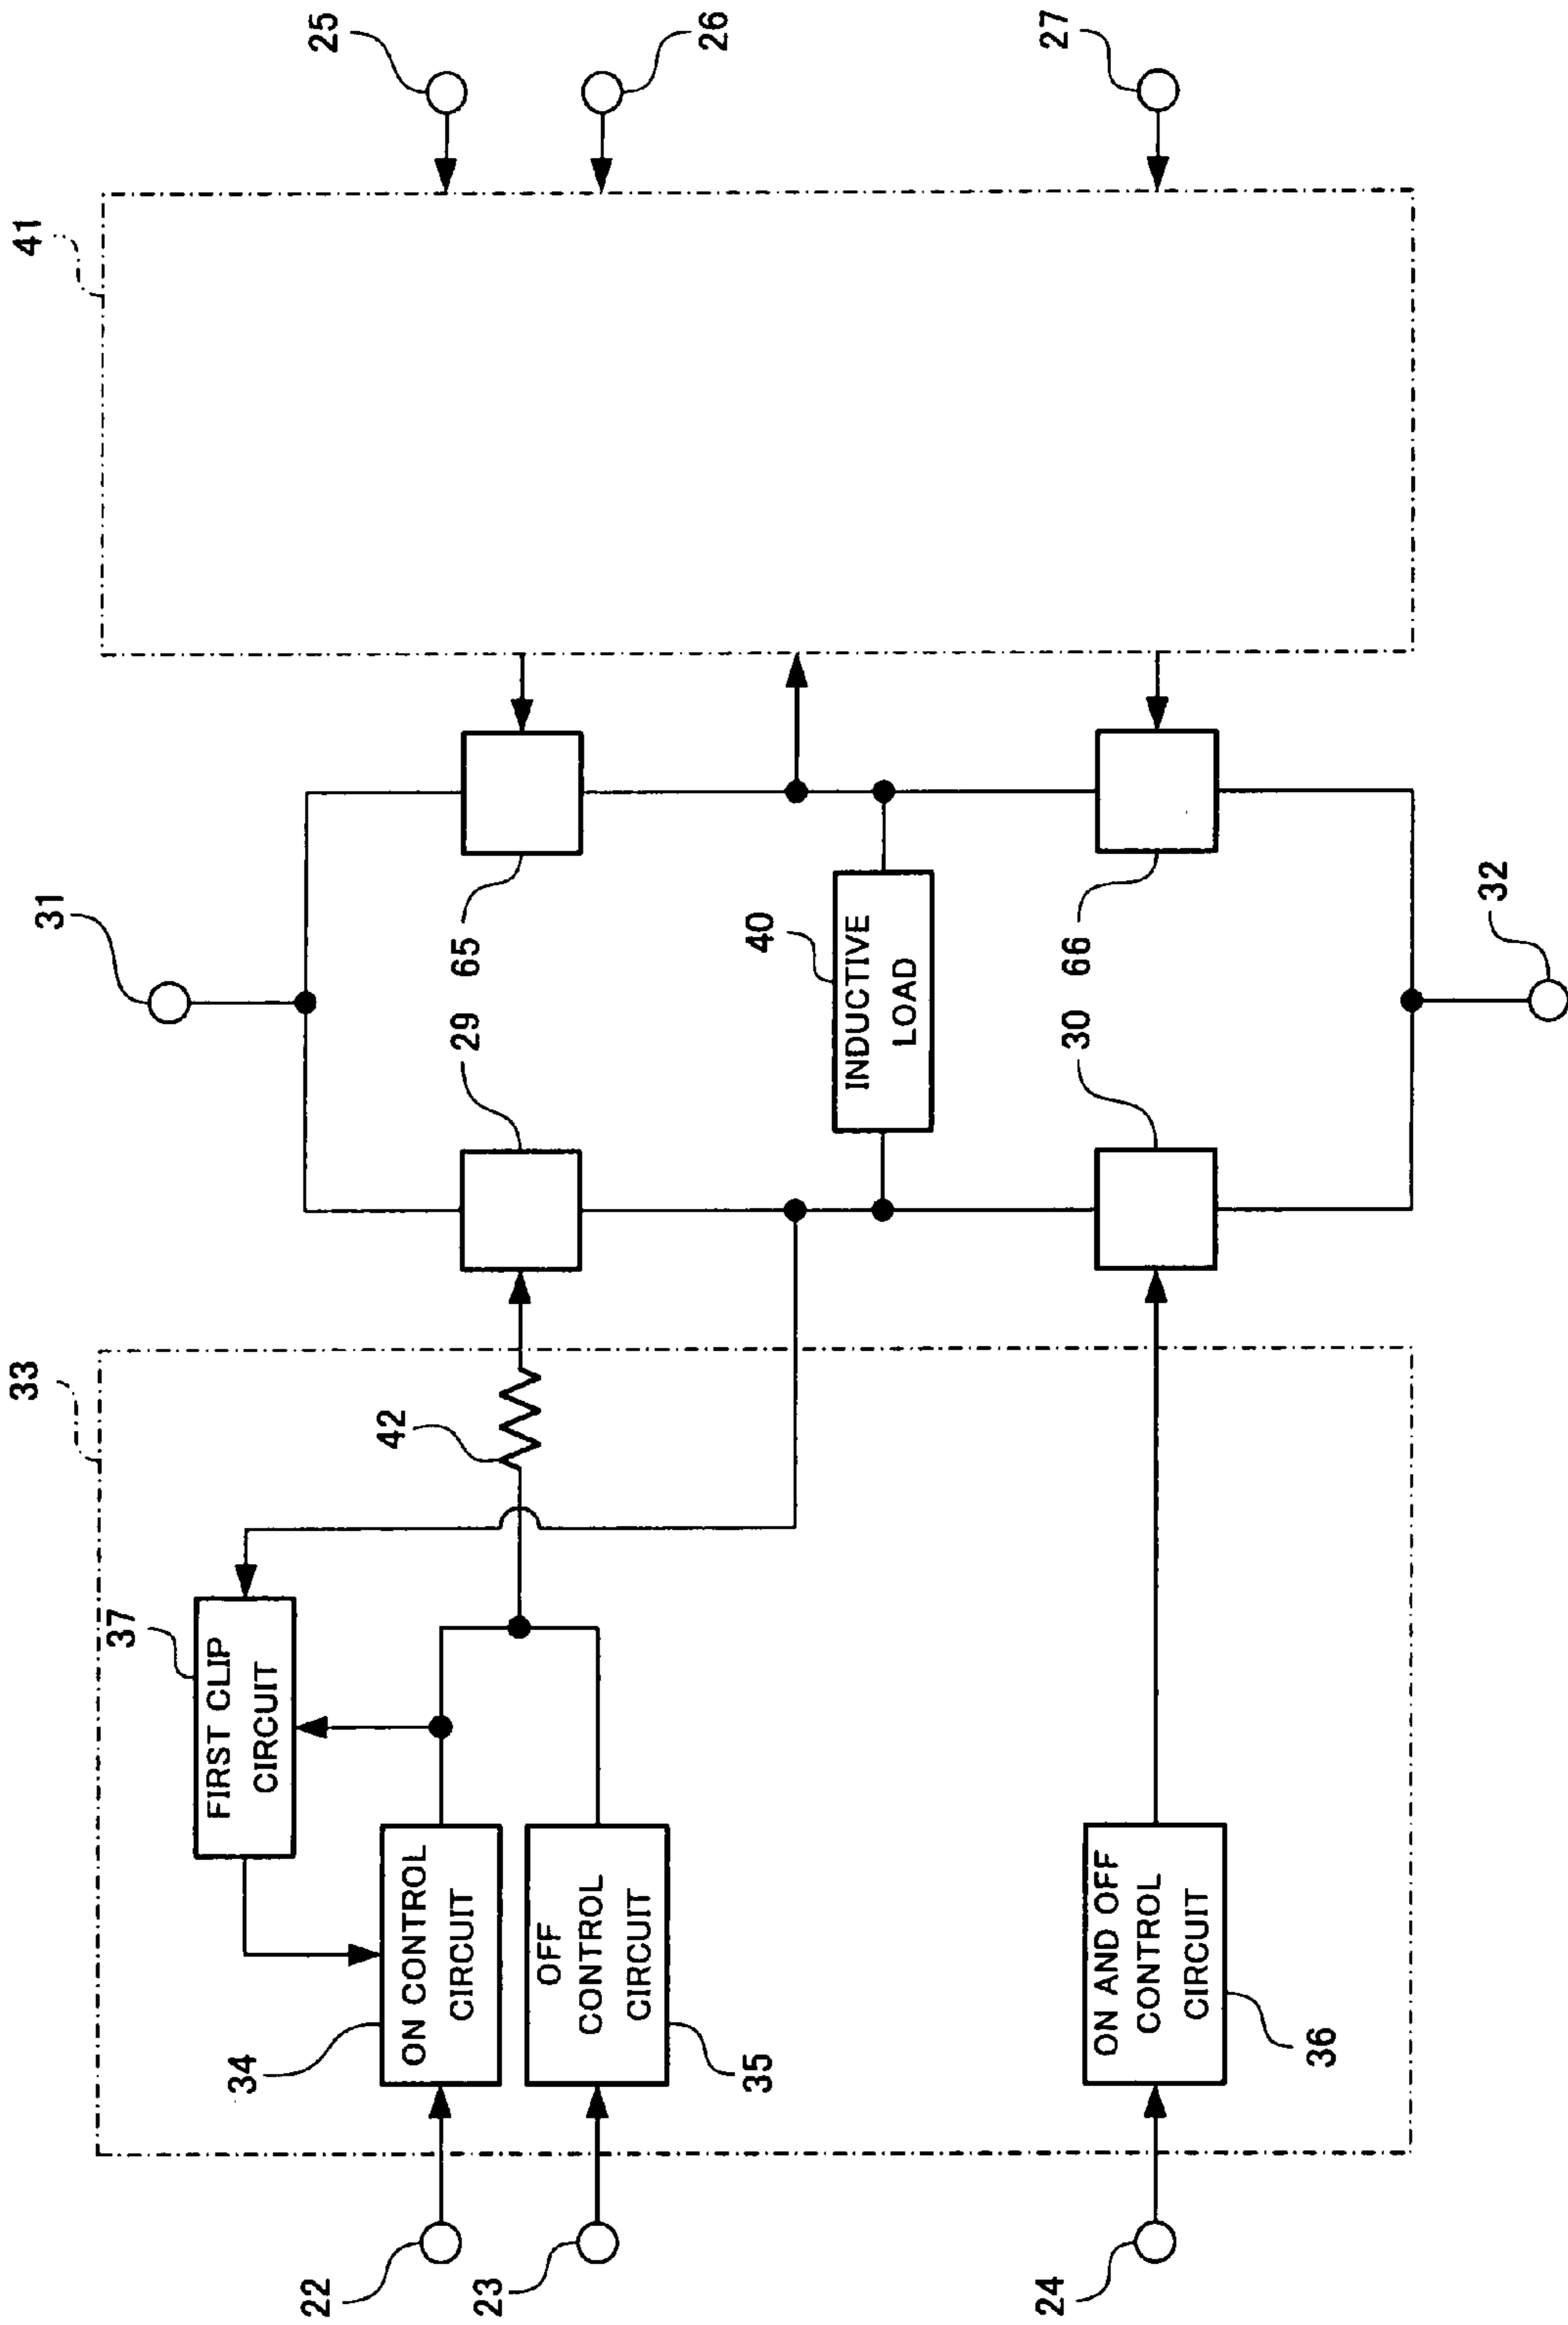 33
31
41
37
FIRST CLIP
CIRCUIT
25
22
34
ON CONTROL
CIRCUIT
42
29
65
26
23
OFF
CONTROL
CIRCUIT
35
40
INDUCTIVE
LOAD
27
24
ON AND OFF
CONTROL
CIRCUIT
36
30
66
32